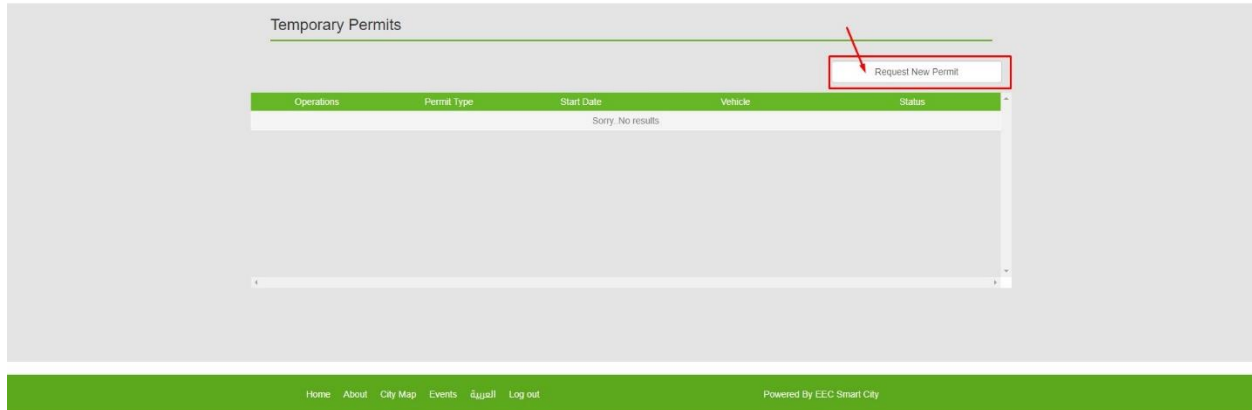 Temporary Permits
Request New Permit
Operations Permit Type Start Date Vehicle Status
Sorry. No results
Home About City Map Events العربية Log out Powered By EEC Smart City